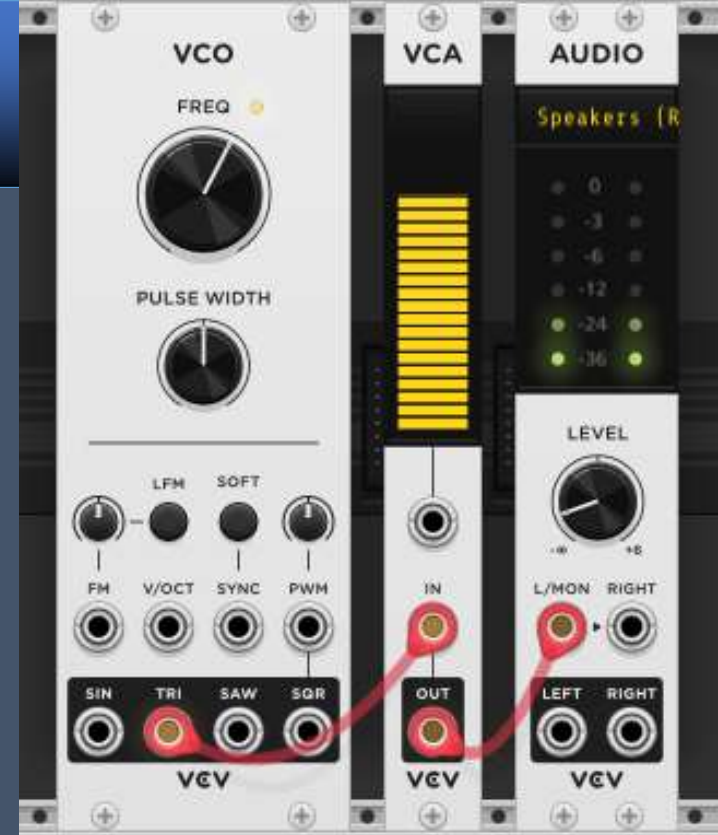 VCO
FREQ
PULSE WIDTH
LFM
SOFT
FM
V/OCT
SYNC
PWM
SIN
TRI
SAW
SQR
VCV
VCA
IN
OUT
VCV
AUDIO
Speakers (R
0
-3
-6
-12
-24
-36
LEVEL
-∞
+6
L/MON
RIGHT
LEFT
RIGHT
VCV